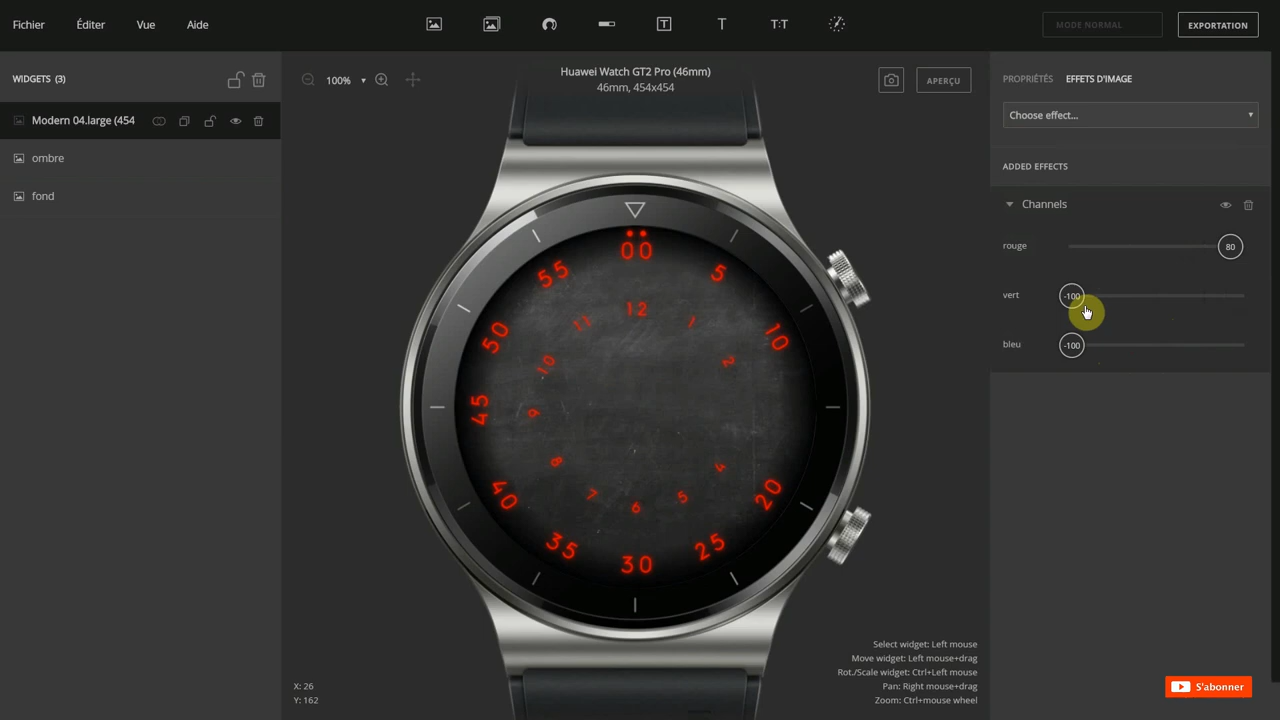 Fichier
Éditer
Vue
Aide
T
T
T:T
MODE NORMAL
EXPORTATION
WIDGETS (3)
Modern 04.large (454
ombre
fond
100%
Huawei Watch GT2 Pro (46mm)
46mm, 454x454
APERÇU
00
5
10
20
25
30
35
40
45
50
55
12
1
2
4
5
6
7
8
9
10
11
X: 26
Y: 162
Select widget: Left mouse
Move widget: Left mouse+drag
Rot./Scale widget: Ctrl+Left mouse
Pan: Right mouse+drag
Zoom: Ctrl+mouse wheel
PROPRIÉTÉS
EFFETS D'IMAGE
Choose effect...
ADDED EFFECTS
Channels
rouge
80
vert
-100
bleu
-100
S'abonner